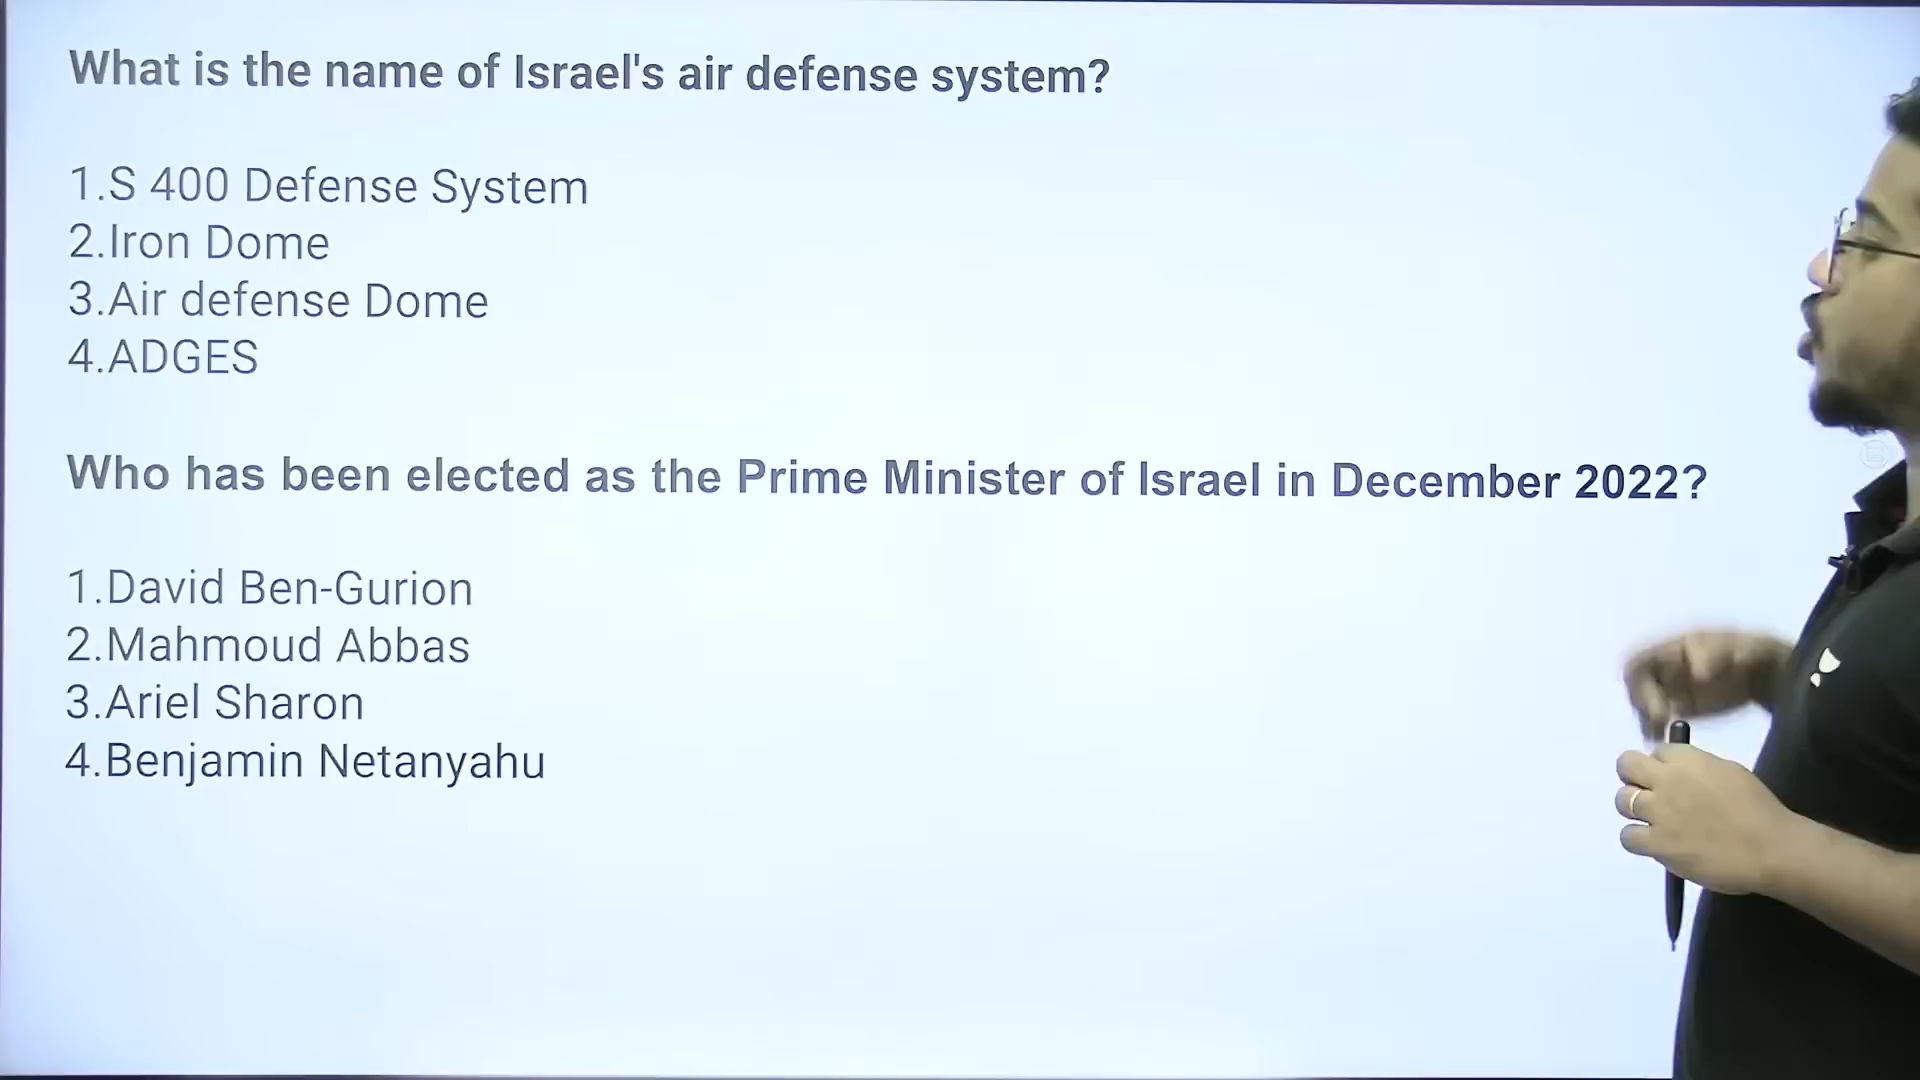 What is the name of Israel's air defense system?
1.S 400 Defense System
2.Iron Dome
3.Air defense Dome
4.ADGES
Who has been elected as the Prime Minister of Israel in December 2022?
1.David Ben-Gurion
2.Mahmoud Abbas
3.Ariel Sharon
4.Benjamin Netanyahu